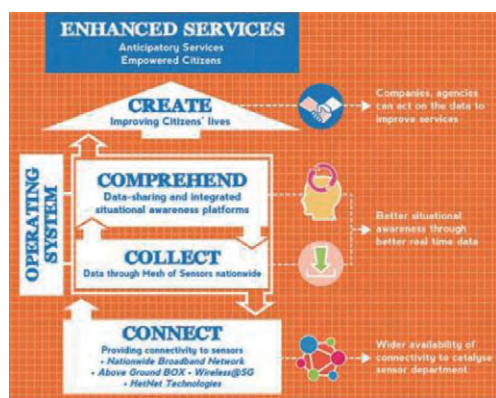 ENHANCED SERVICES
Anticipatory Services
Empowered Citizens
CREATE
Improving Citizens' lives
Companies, agencies
can act on the data to
improve services
OPERATING
SYSTEM
COMPREHEND
Data-sharing and integrated
situational awareness platforms
COLLECT
Data through Mesh of Sensors nationwide
Better situational
awareness through
better real time data
CONNECT
Providing connectivity to sensors
• Nationwide Broadband Network
• Above Ground BOX • Wireless@SG
• HetNet Technologies
Wider availability of
connectivity to catalyse
sensor department